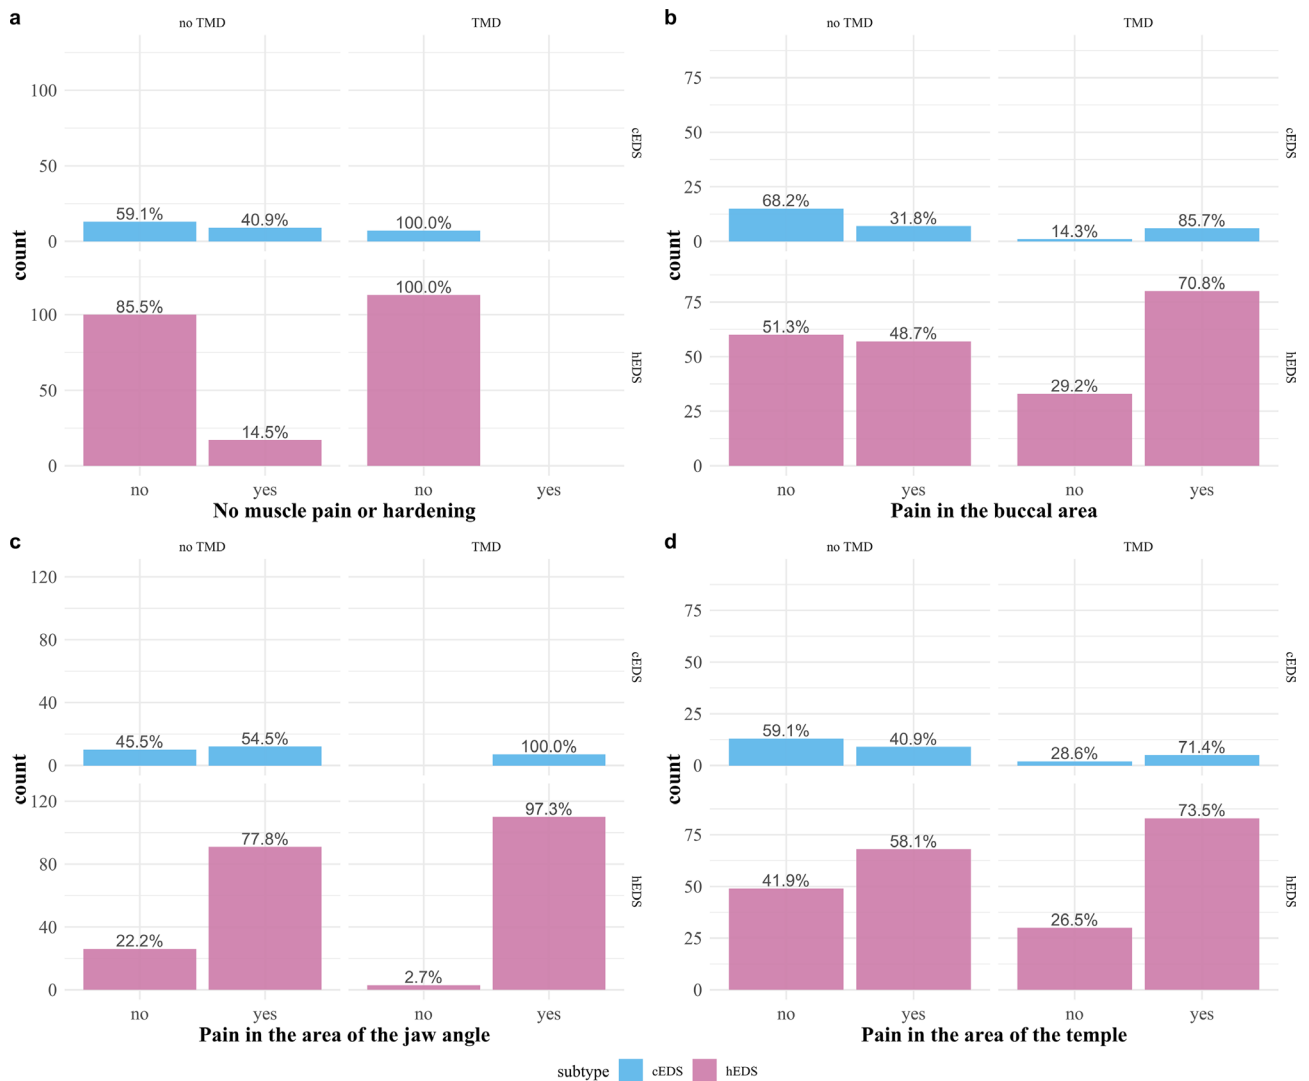 a
no TMD
TMD
100
50
0
59.1%
40.9%
100.0%
cEDS
count
100
50
0
85.5%
14.5%
100.0%
hEDS
no
yes
no
yes
No muscle pain or hardening
b
no TMD
TMD
75
50
25
0
68.2%
31.8%
14.3%
85.7%
cEDS
count
75
50
25
0
51.3%
48.7%
29.2%
70.8%
hEDS
no
yes
no
yes
Pain in the buccal area
c
no TMD
TMD
120
80
40
0
45.5%
54.5%
100.0%
cEDS
count
120
80
40
0
22.2%
77.8%
2.7%
97.3%
hEDS
no
yes
no
yes
Pain in the area of the jaw angle
d
no TMD
TMD
75
50
25
0
59.1%
40.9%
28.6%
71.4%
cEDS
count
75
50
25
0
41.9%
58.1%
26.5%
73.5%
hEDS
no
yes
no
yes
Pain in the area of the temple
subtype cEDS hEDS